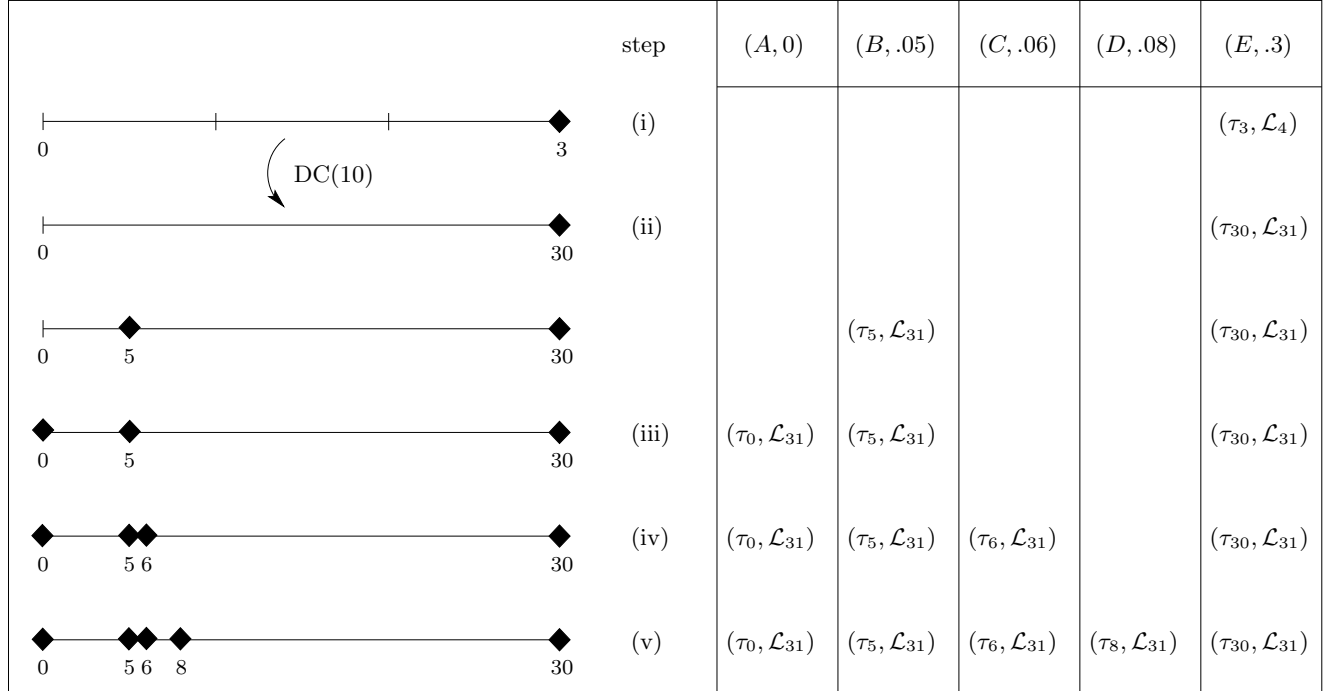 step (A, 0) (B, .05) (C, .06) (D, .08) (E, .3)
(i) (τ₃, ℒ₄)
0 3
DC(10)
(ii) (τ₃₀, ℒ₃₁)
0 30
(τ₅, ℒ₃₁) (τ₃₀, ℒ₃₁)
0 5 30
(iii) (τ₀, ℒ₃₁) (τ₅, ℒ₃₁) (τ₃₀, ℒ₃₁)
0 5 30
(iv) (τ₀, ℒ₃₁) (τ₅, ℒ₃₁) (τ₆, ℒ₃₁) (τ₃₀, ℒ₃₁)
0 5 6 30
(v) (τ₀, ℒ₃₁) (τ₅, ℒ₃₁) (τ₆, ℒ₃₁) (τ₈, ℒ₃₁) (τ₃₀, ℒ₃₁)
0 5 6 8 30